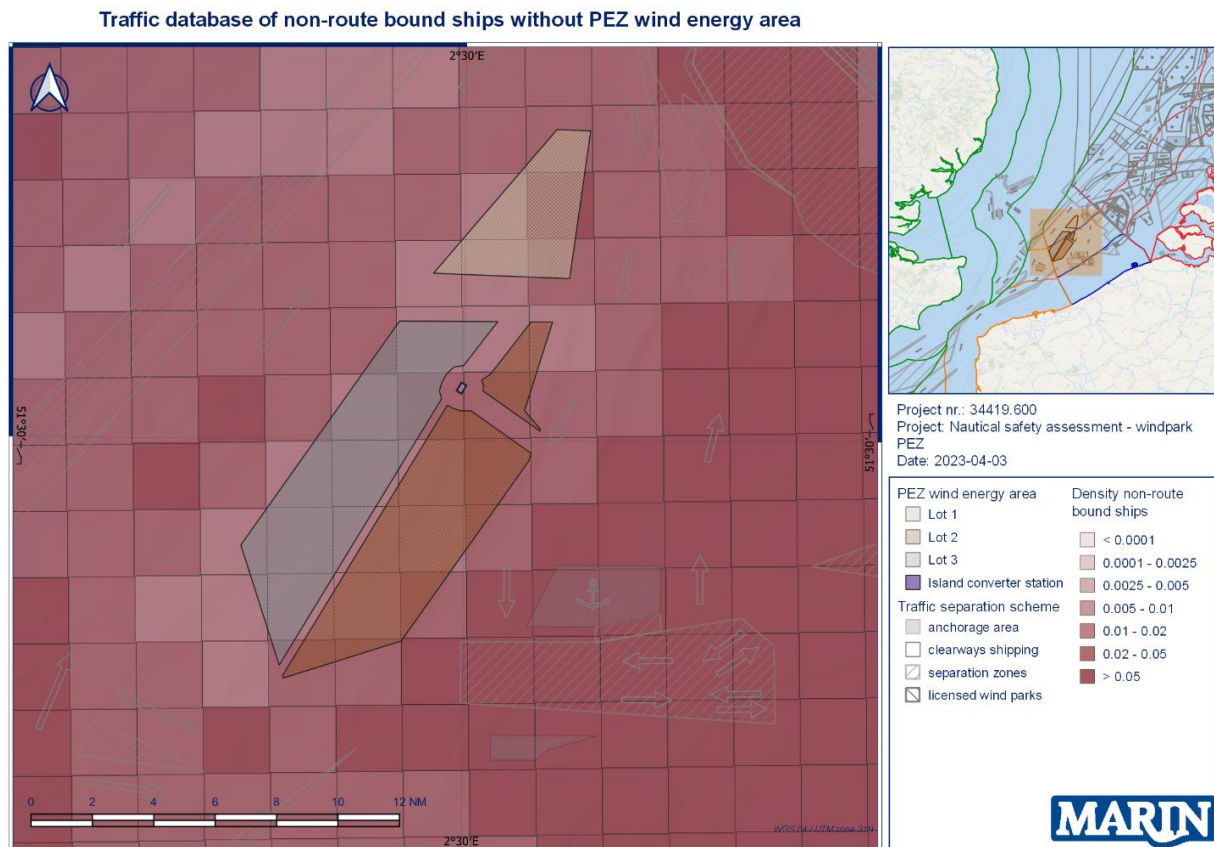 Traffic database of non-route bound ships without PEZ wind energy area
2°30'E
51°30'
51°30'
0 2 4 6 8 10 12 NM
2°30'E
WGS 84 / UTM zone 31N
Project nr.: 34419.600
Project: Nautical safety assessment - windpark
PEZ
Date: 2023-04-03
PEZ wind energy area
Lot 1
Lot 2
Lot 3
Island converter station
Traffic separation scheme
anchorage area
clearways shipping
separation zones
licensed wind parks
Density non-route
bound ships
< 0.0001
0.0001 - 0.0025
0.0025 - 0.005
0.005 - 0.01
0.01 - 0.02
0.02 - 0.05
> 0.05
MARIN